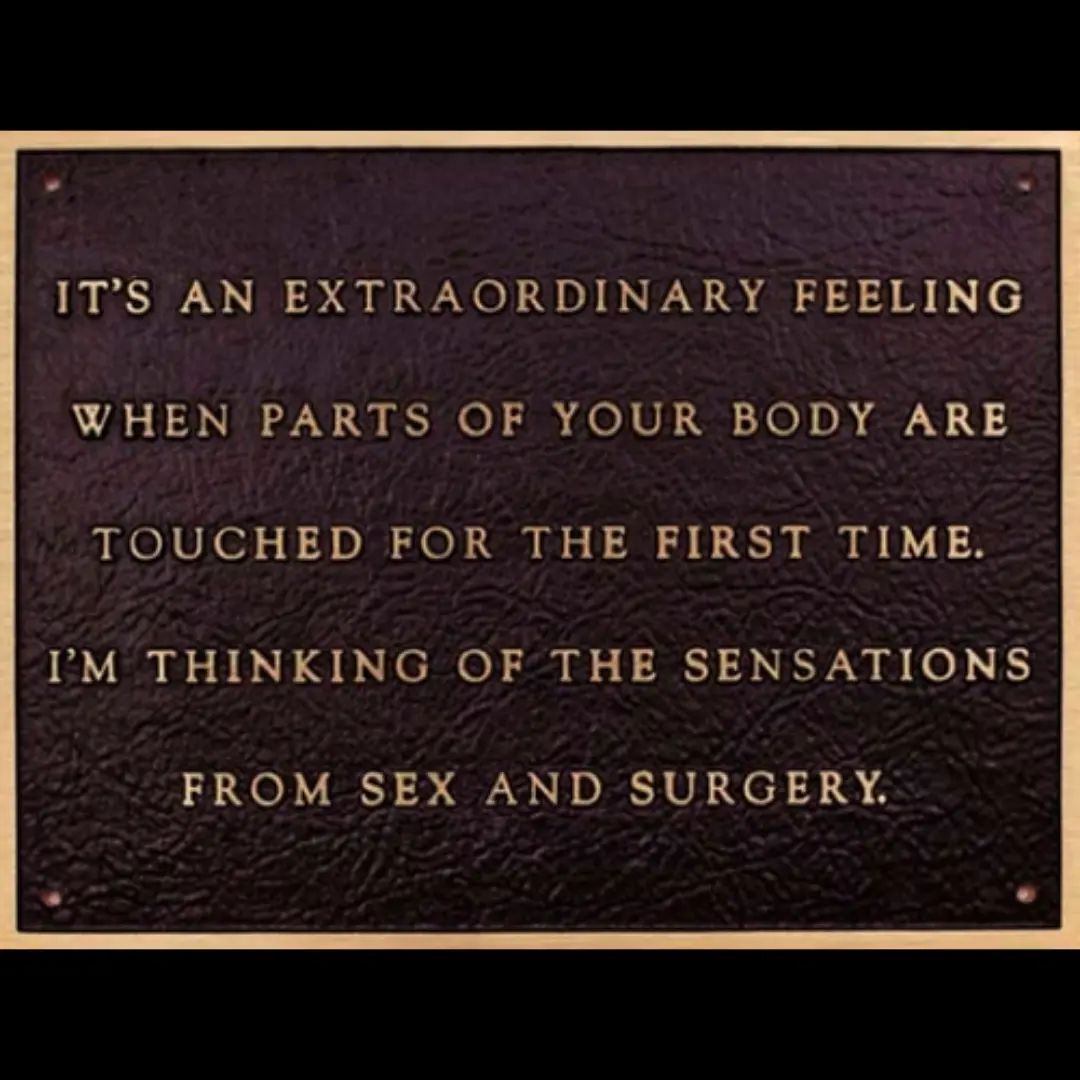 IT'S AN EXTRAORDINARY FEELING
WHEN PARTS OF YOUR BODY ARE
TOUCHED FOR THE FIRST TIME.
I'M THINKING OF THE SENSATIONS
FROM SEX AND SURGERY.